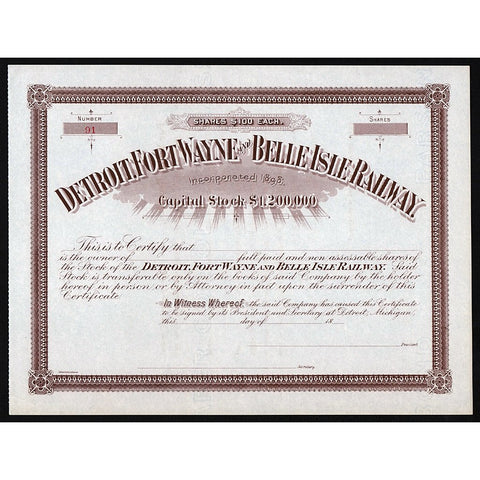 SHARES $100 EACH.
NUMBER
91
SHARES
DETROIT, FORT WAYNE AND BELLE ISLE RAILWAY
Incorporated 1898.
Capital Stock $1,200,000
This is to Certify that
is the owner of full paid and non assessable shares of
the Stock of the DETROIT, FORT WAYNE AND BELLE ISLE RAILWAY. Said
Stock is transferable only on the books of said Company by the holder
hereof in person or by Attorney in fact upon the surrender of this
Certificate.
In Witness Whereof, the said Company has caused this Certificate
to be signed by its President and Secretary at Detroit, Michigan,
this day of 18
President.
Secretary.